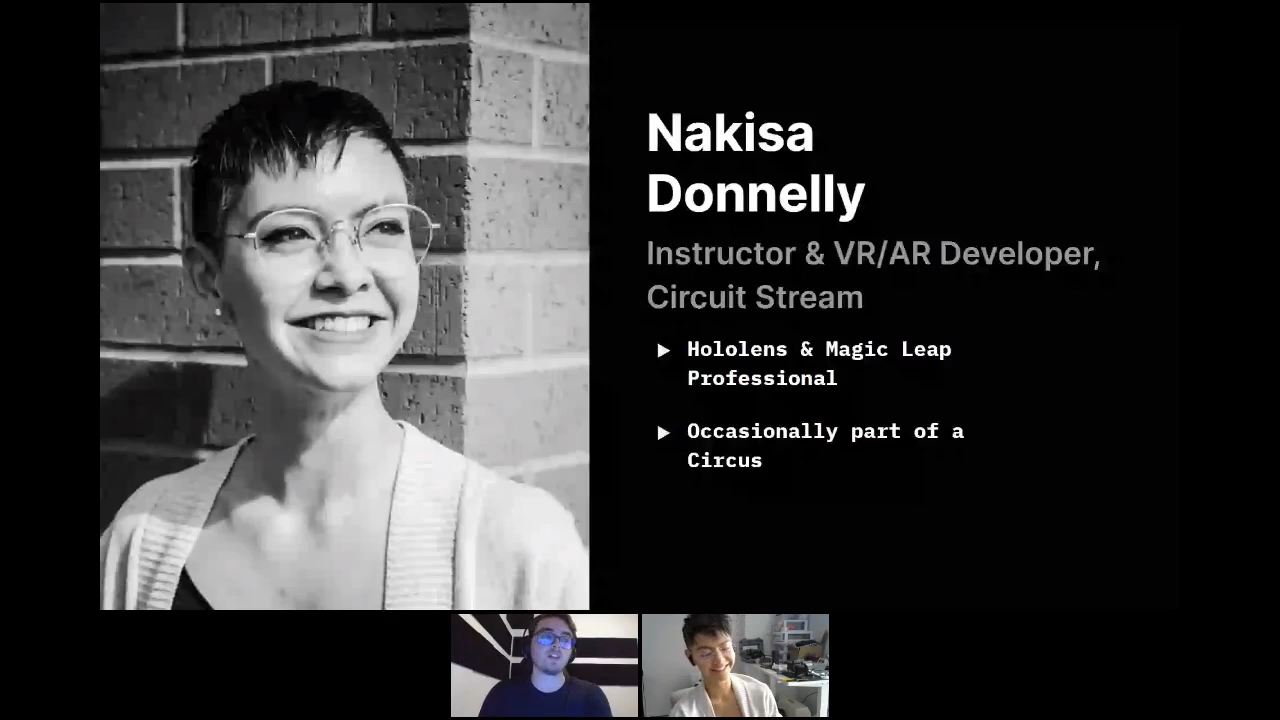 Nakisa
Donnelly
Instructor & VR/AR Developer,
Circuit Stream
Hololens & Magic Leap
Professional
Occasionally part of a
Circus